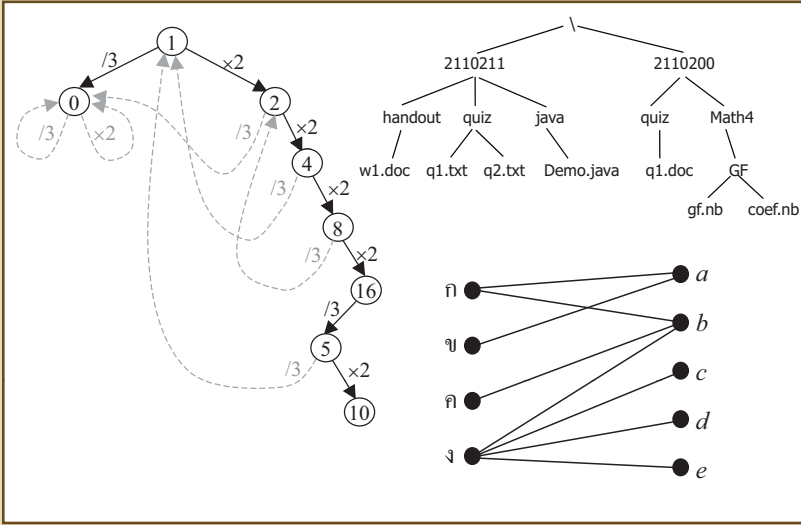 1
/3
×2
0
2
/3
×2
/3
×2
4
/3
×2
8
/3
×2
16
/3
5
/3
×2
10
\
2110211
2110200
handout
quiz
java
quiz
Math4
w1.doc
q1.txt
q2.txt
Demo.java
q1.doc
GF
gf.nb
coef.nb
ก
ข
ค
ง
a
b
c
d
e